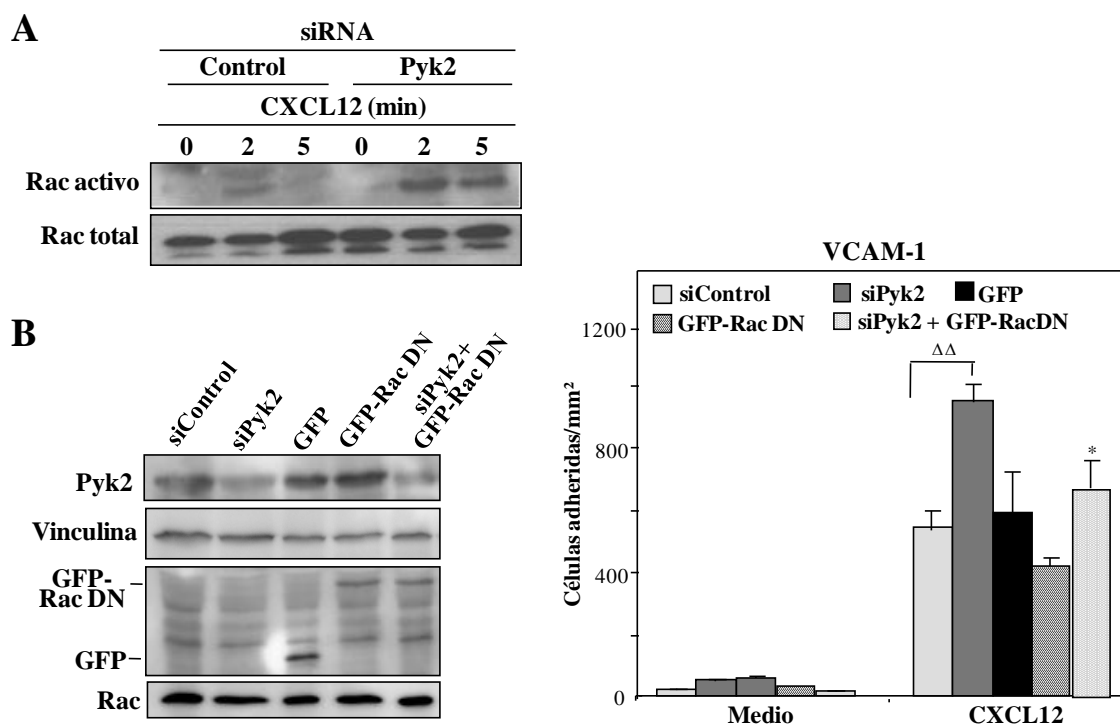 A
siRNA
Control Pyk2
CXCL12 (min)
0 2 5 0 2 5
Rac activo
Rac total
B
siControl
siPyk2
GFP
GFP-Rac DN
siPyk2+
GFP-Rac DN
Pyk2
Vinculina
GFP-
Rac DN
GFP
Rac
VCAM-1
siControl siPyk2 GFP
GFP-Rac DN siPyk2 + GFP-RacDN
Células adheridas/mm²
1200
800
400
0
ΔΔ
*
Medio CXCL12